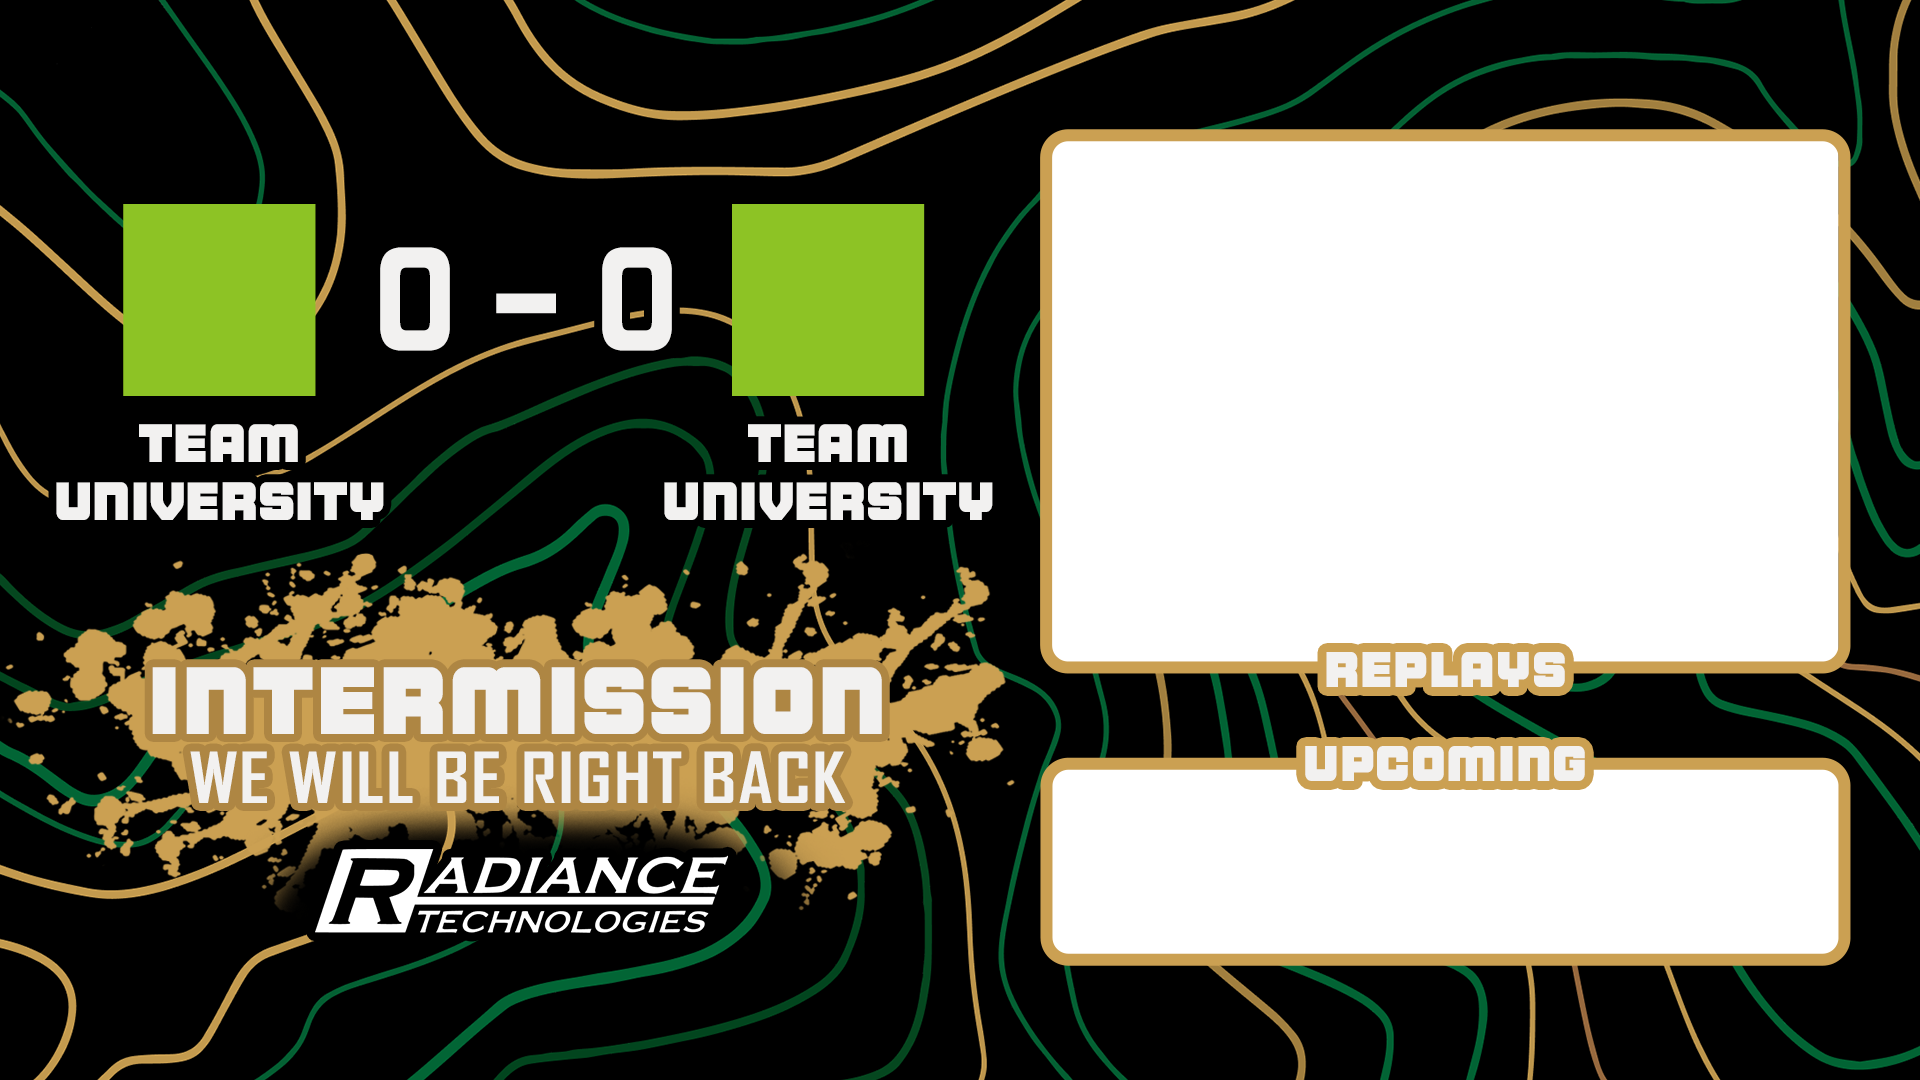 0 - 0
TEAM
UNIVERSITY
TEAM
UNIVERSITY
INTERMISSION
WE WILL BE RIGHT BACK
RADIANCE
TECHNOLOGIES
REPLAYS
UPCOMING